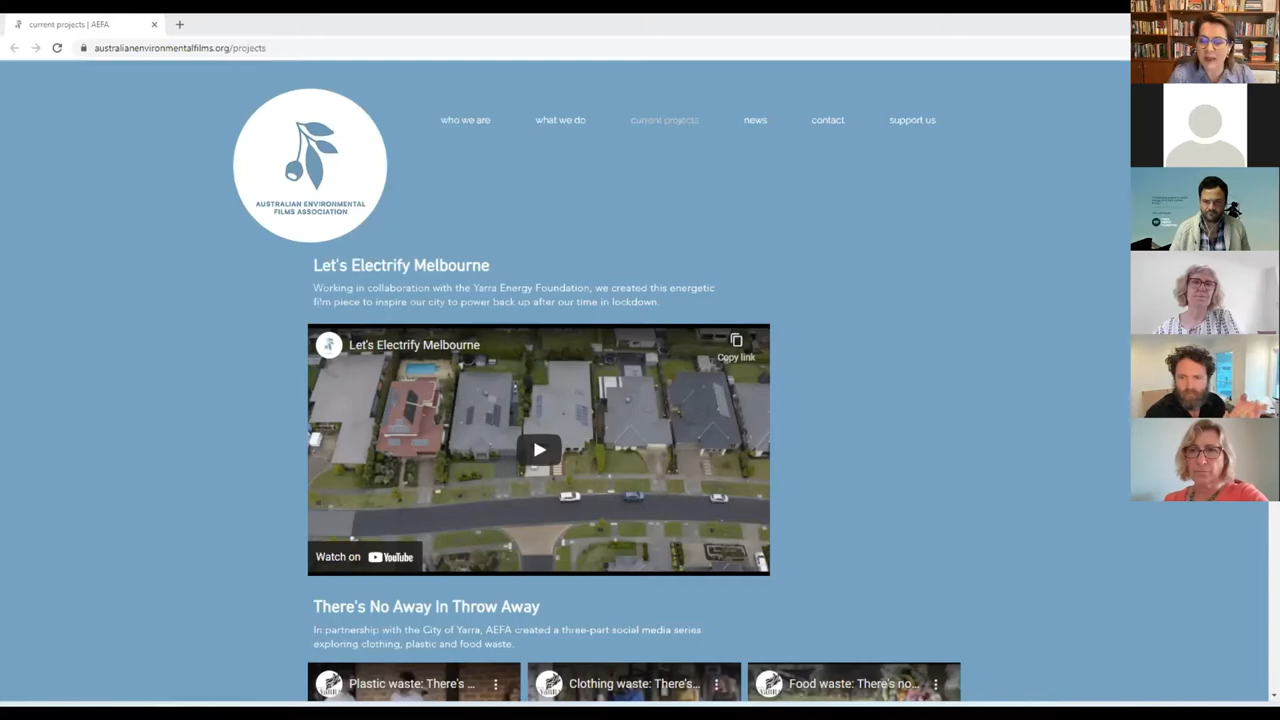 current projects | AEFA
australianenvironmentalfilms.org/projects
who we are
what we do
current projects
news
contact
support us
AUSTRALIAN ENVIRONMENTAL
FILMS ASSOCIATION
Let's Electrify Melbourne
Working in collaboration with the Yarra Energy Foundation, we created this energetic
film piece to inspire our city to power back up after our time in lockdown.
Let's Electrify Melbourne
Copy link
Watch on YouTube
There's No Away In Throw Away
In partnership with the City of Yarra, AEFA created a three-part social media series
exploring clothing, plastic and food waste.
Plastic waste: There's ...
Clothing waste: There's...
Food waste: There's no...